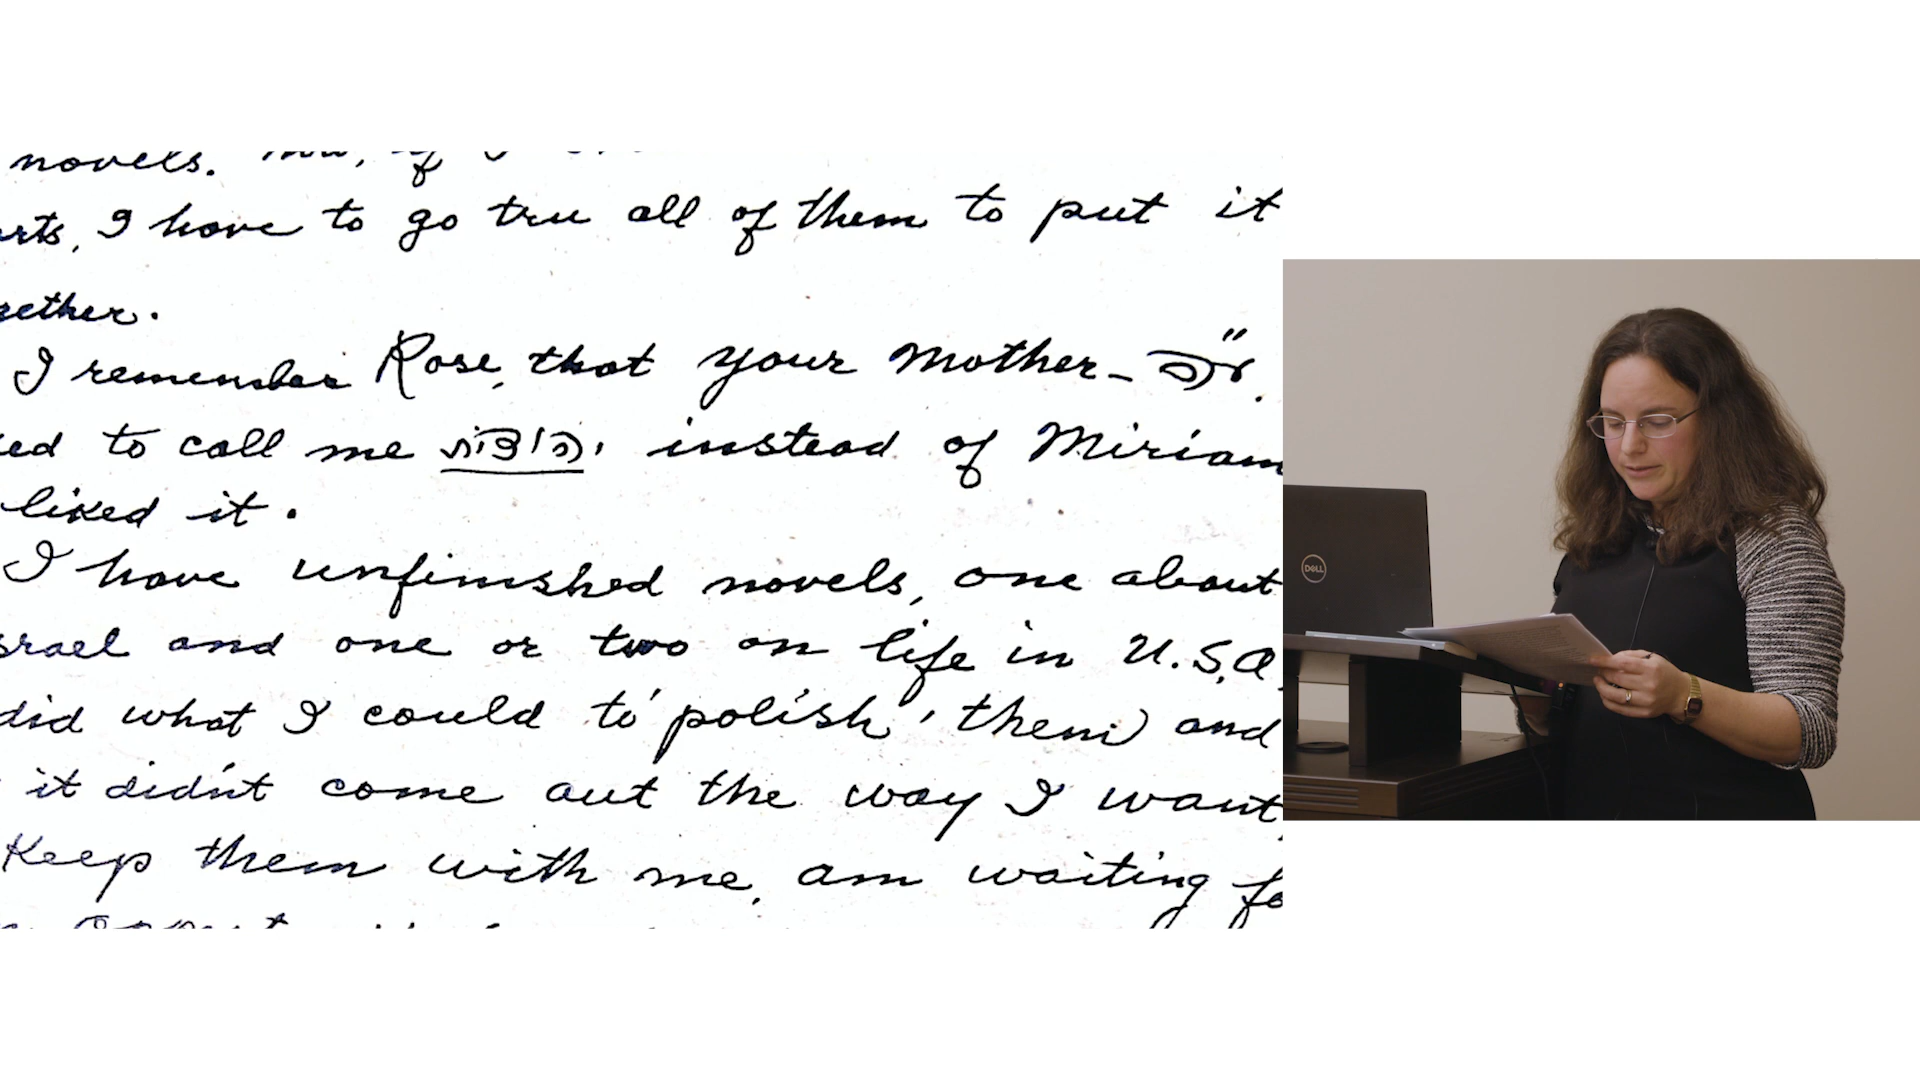 novels.
rts, I have to go tru all of them to put it
gether.
I remember Rose, that your mother –
ed to call me יהודית instead of Miriam
liked it.
I have unfinished novels, one about
srael and one or two on life in U.S.A
did what I could to 'polish' them and
it didn't come out the way I want,
Keep them with me, am waiting fo
DELL